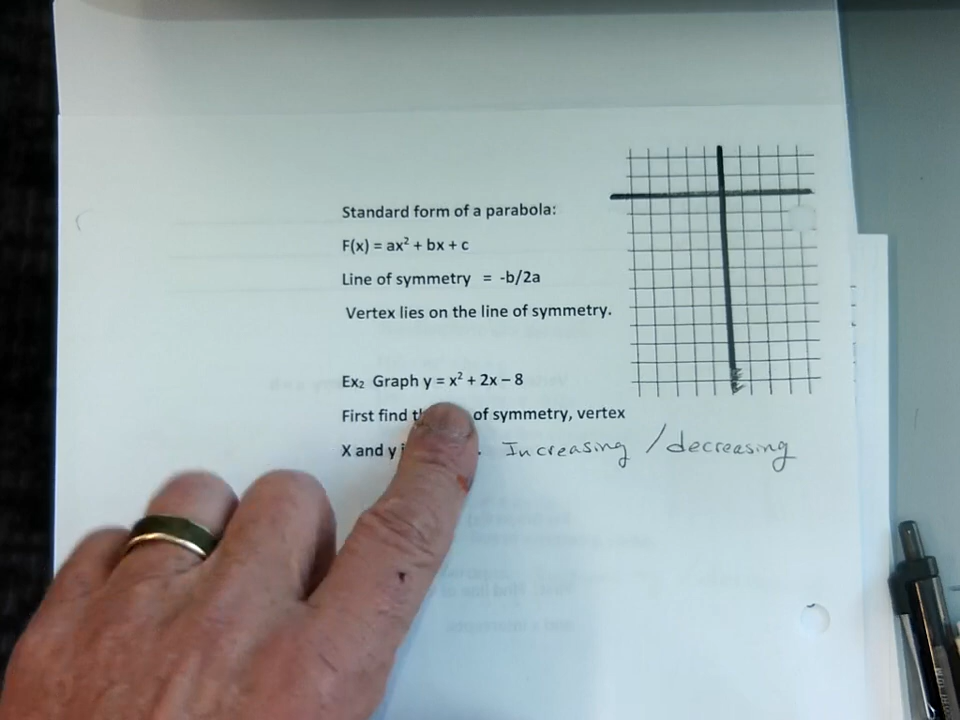 Standard form of a parabola:
F(x) = ax² + bx + c
Line of symmetry = -b/2a
Vertex lies on the line of symmetry.
Ex₂ Graph y = x² + 2x – 8
First find of symmetry, vertex
X and y Increasing / decreasing